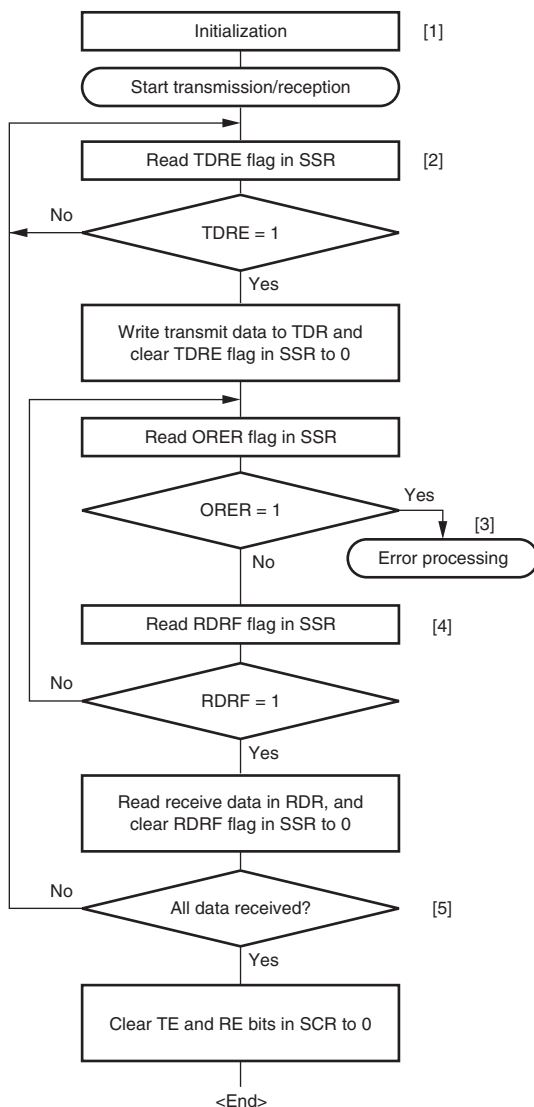 Initialization
[1]
Start transmission/reception
Read TDRE flag in SSR
[2]
No
TDRE = 1
Yes
Write transmit data to TDR and
clear TDRE flag in SSR to 0
Read ORER flag in SSR
ORER = 1
Yes
[3]
Error processing
No
Read RDRF flag in SSR
[4]
No
RDRF = 1
Yes
Read receive data in RDR, and
clear RDRF flag in SSR to 0
No
All data received?
[5]
Yes
Clear TE and RE bits in SCR to 0
<End>